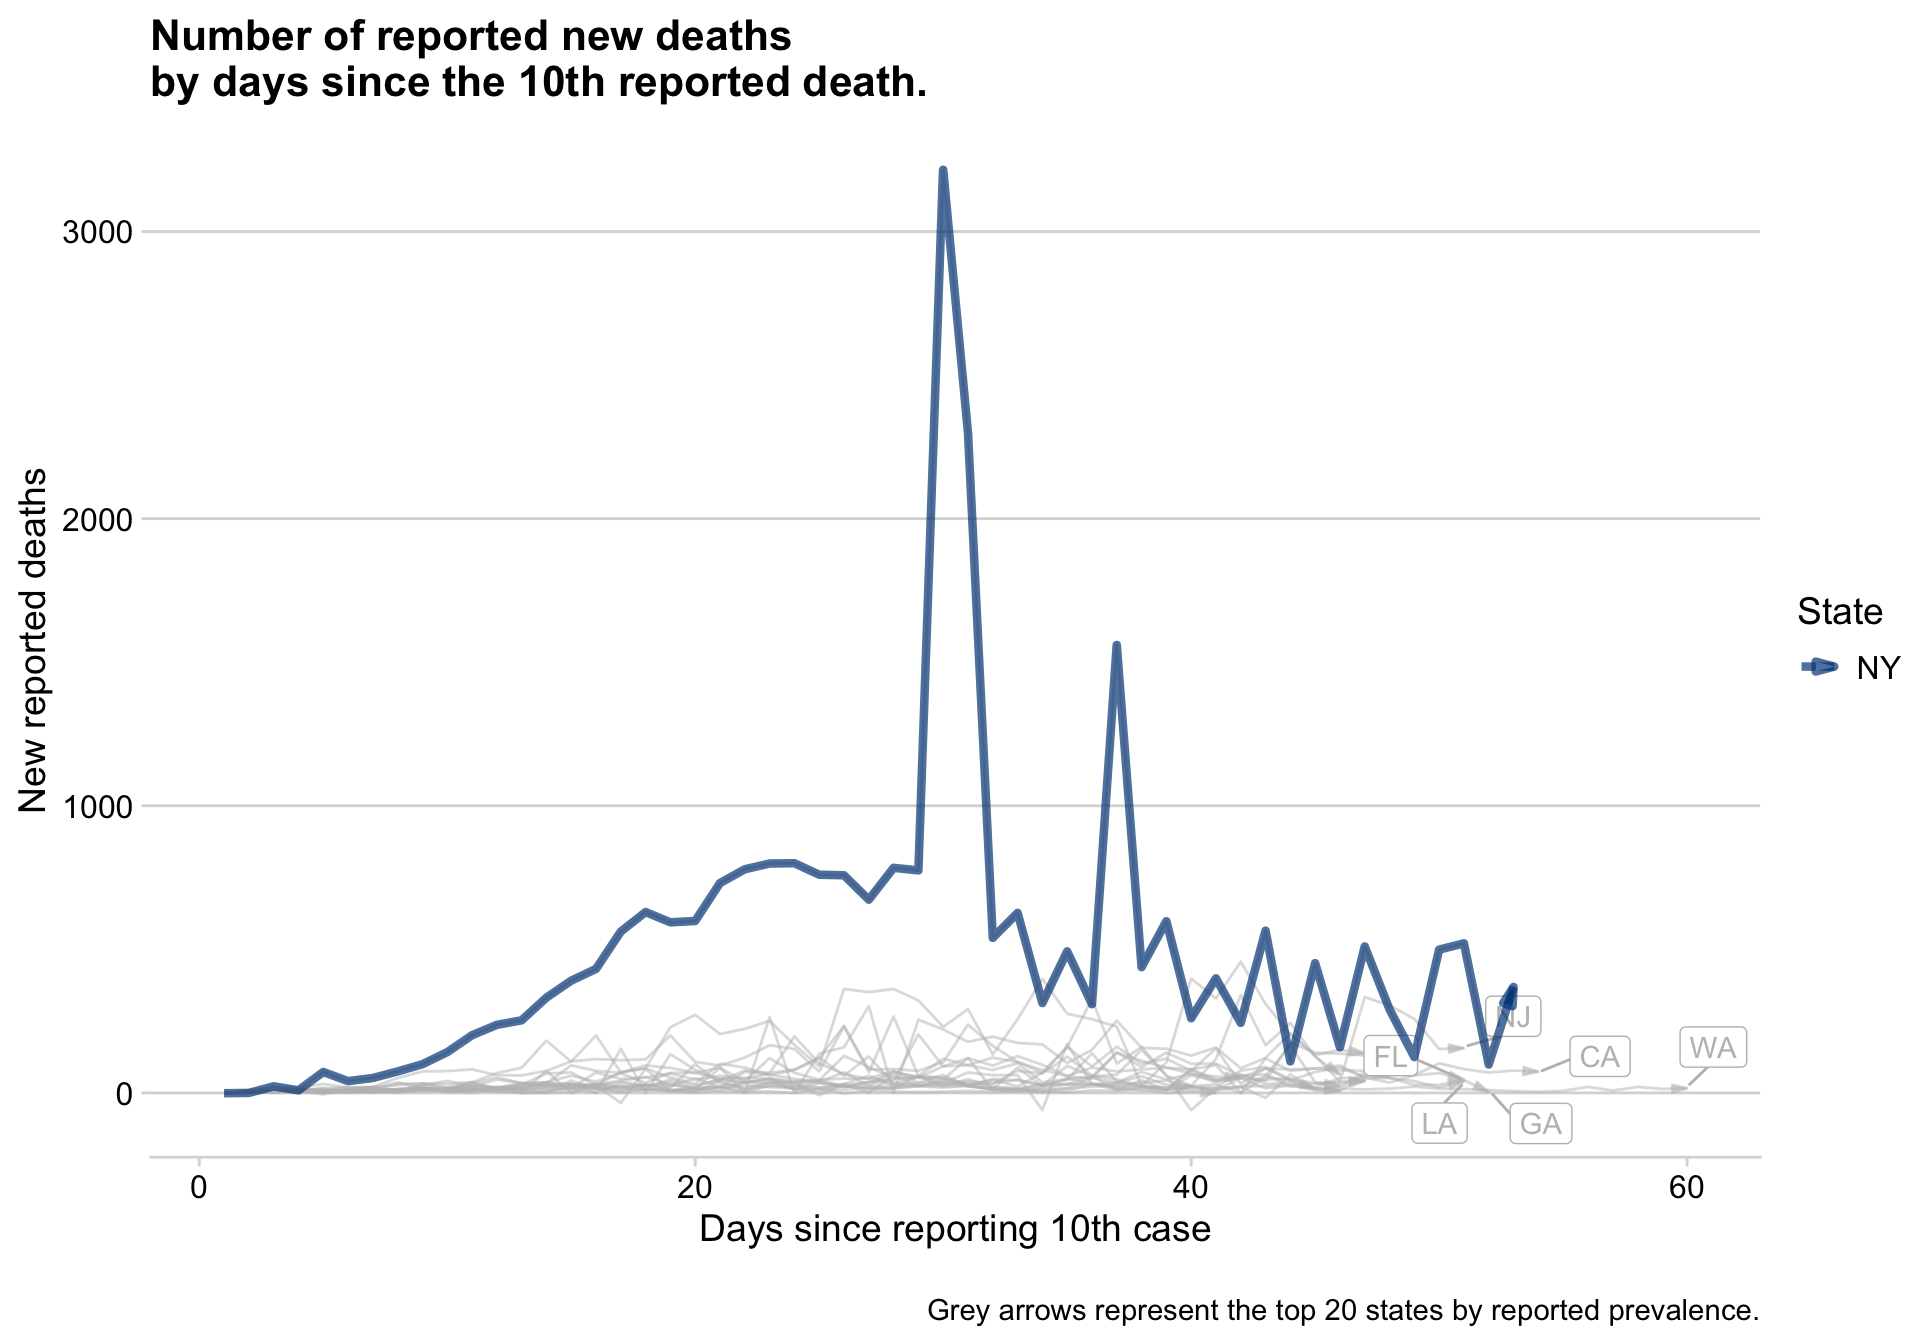 Number of reported new deaths
by days since the 10th reported death.
New reported deaths
3000
2000
1000
0
State
NY
NJ
FL
CA
WA
LA
GA
0
20
40
60
Days since reporting 10th case
Grey arrows represent the top 20 states by reported prevalence.